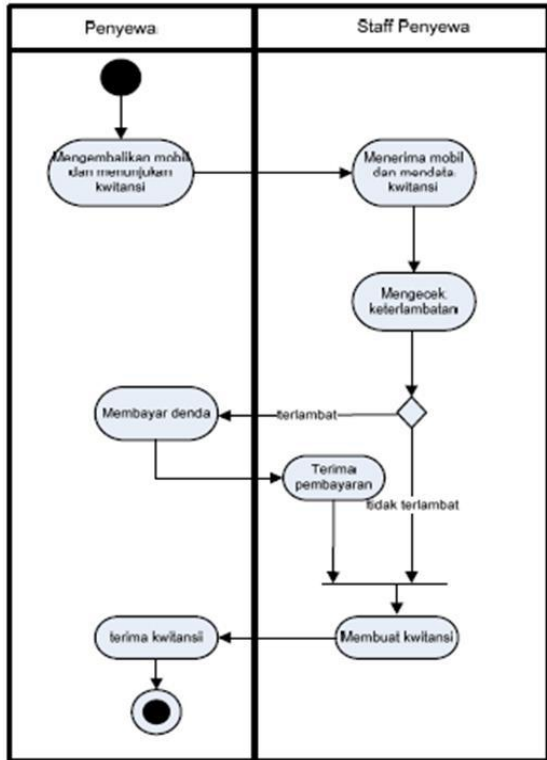 Penyewa
Staff Penyewa
Mengembalikan mobil
dan menunjukan
kwitansi
Menerima mobil
dan mendata
kwitansi
Mengecek
keterlambatan
terlambat
Membayar denda
Terima
pembayaran
tidak terlambat
Membuat kwitansi
terima kwitansi